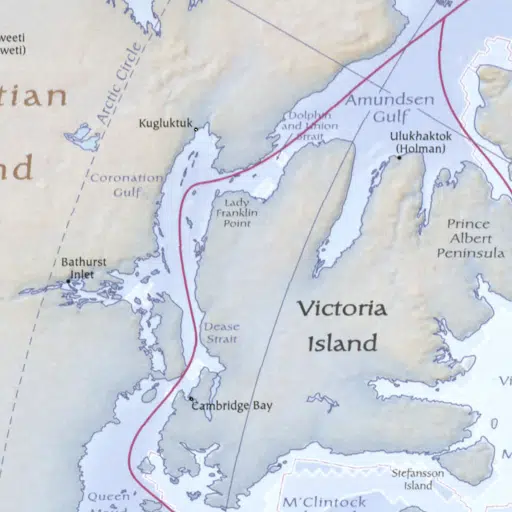 weeti
weti)
tian
nd
Arctic Circle
Kugluktuk
Dolphin
and Union
Strait
Amundsen
Gulf
Ulukhaktok
(Holman)
Coronation
Gulf
Lady
Franklin
Point
Prince
Albert
Peninsula
Bathurst
Inlet
Victoria
Island
Dease
Strait
Cambridge Bay
Vi
M
Stefansson
Island
Queen
Maud
M'Clintock